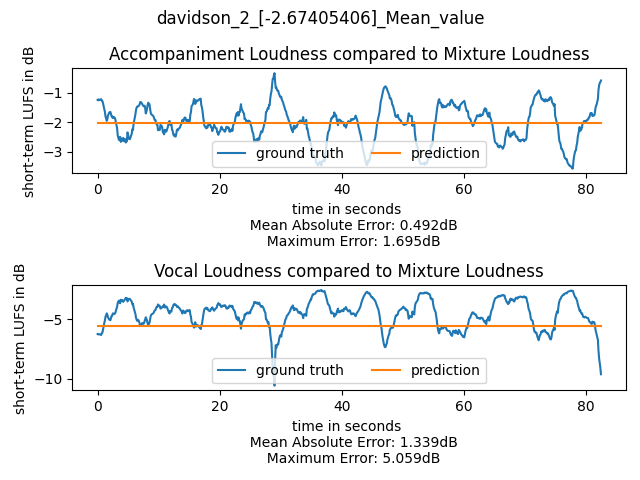 davidson_2_[-2.67405406]_Mean_value
Accompaniment Loudness compared to Mixture Loudness
short-term LUFS in dB
−1
−2
−3
ground truth
prediction
0
20
40
60
80
time in seconds
Mean Absolute Error: 0.492dB
Maximum Error: 1.695dB
Vocal Loudness compared to Mixture Loudness
short-term LUFS in dB
−5
−10
ground truth
prediction
0
20
40
60
80
time in seconds
Mean Absolute Error: 1.339dB
Maximum Error: 5.059dB